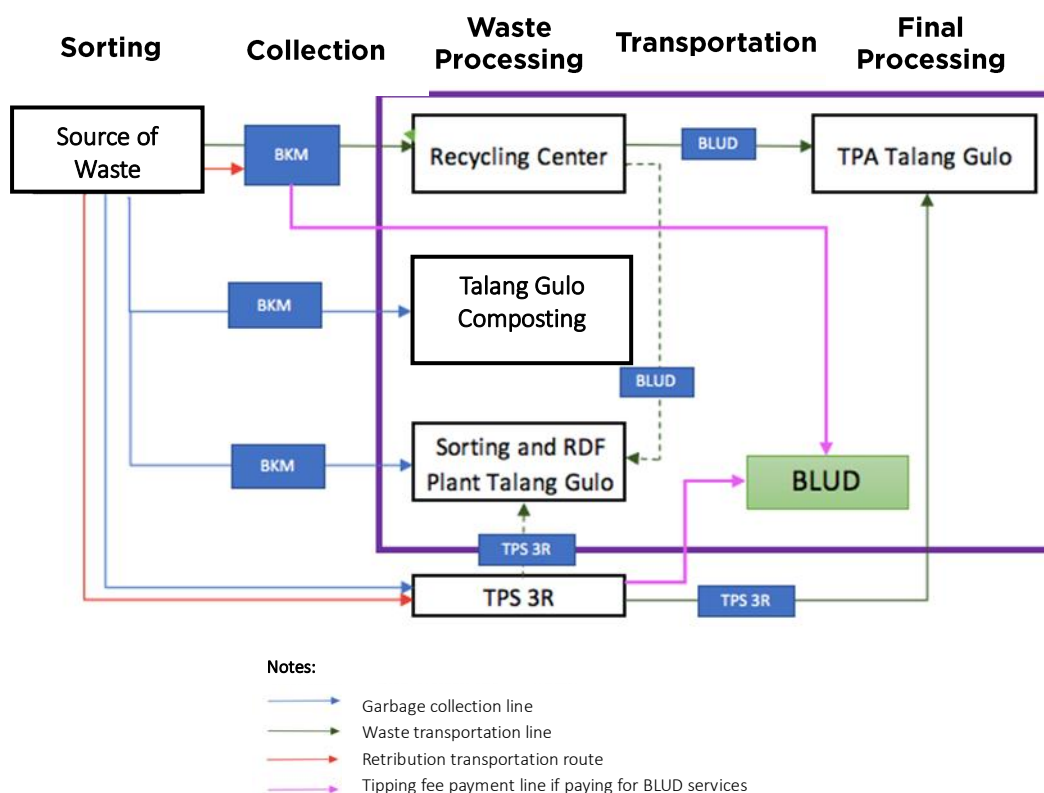 Sorting
Collection
Waste
Processing
Transportation
Final
Processing
Source of
Waste
BKM
Recycling Center
BLUD
TPA Talang Gulo
BKM
Talang Gulo
Composting
BLUD
BKM
Sorting and RDF
Plant Talang Gulo
BLUD
TPS 3R
TPS 3R
TPS 3R
Notes:
Garbage collection line
Waste transportation line
Retribution transportation route
Tipping fee payment line if paying for BLUD services